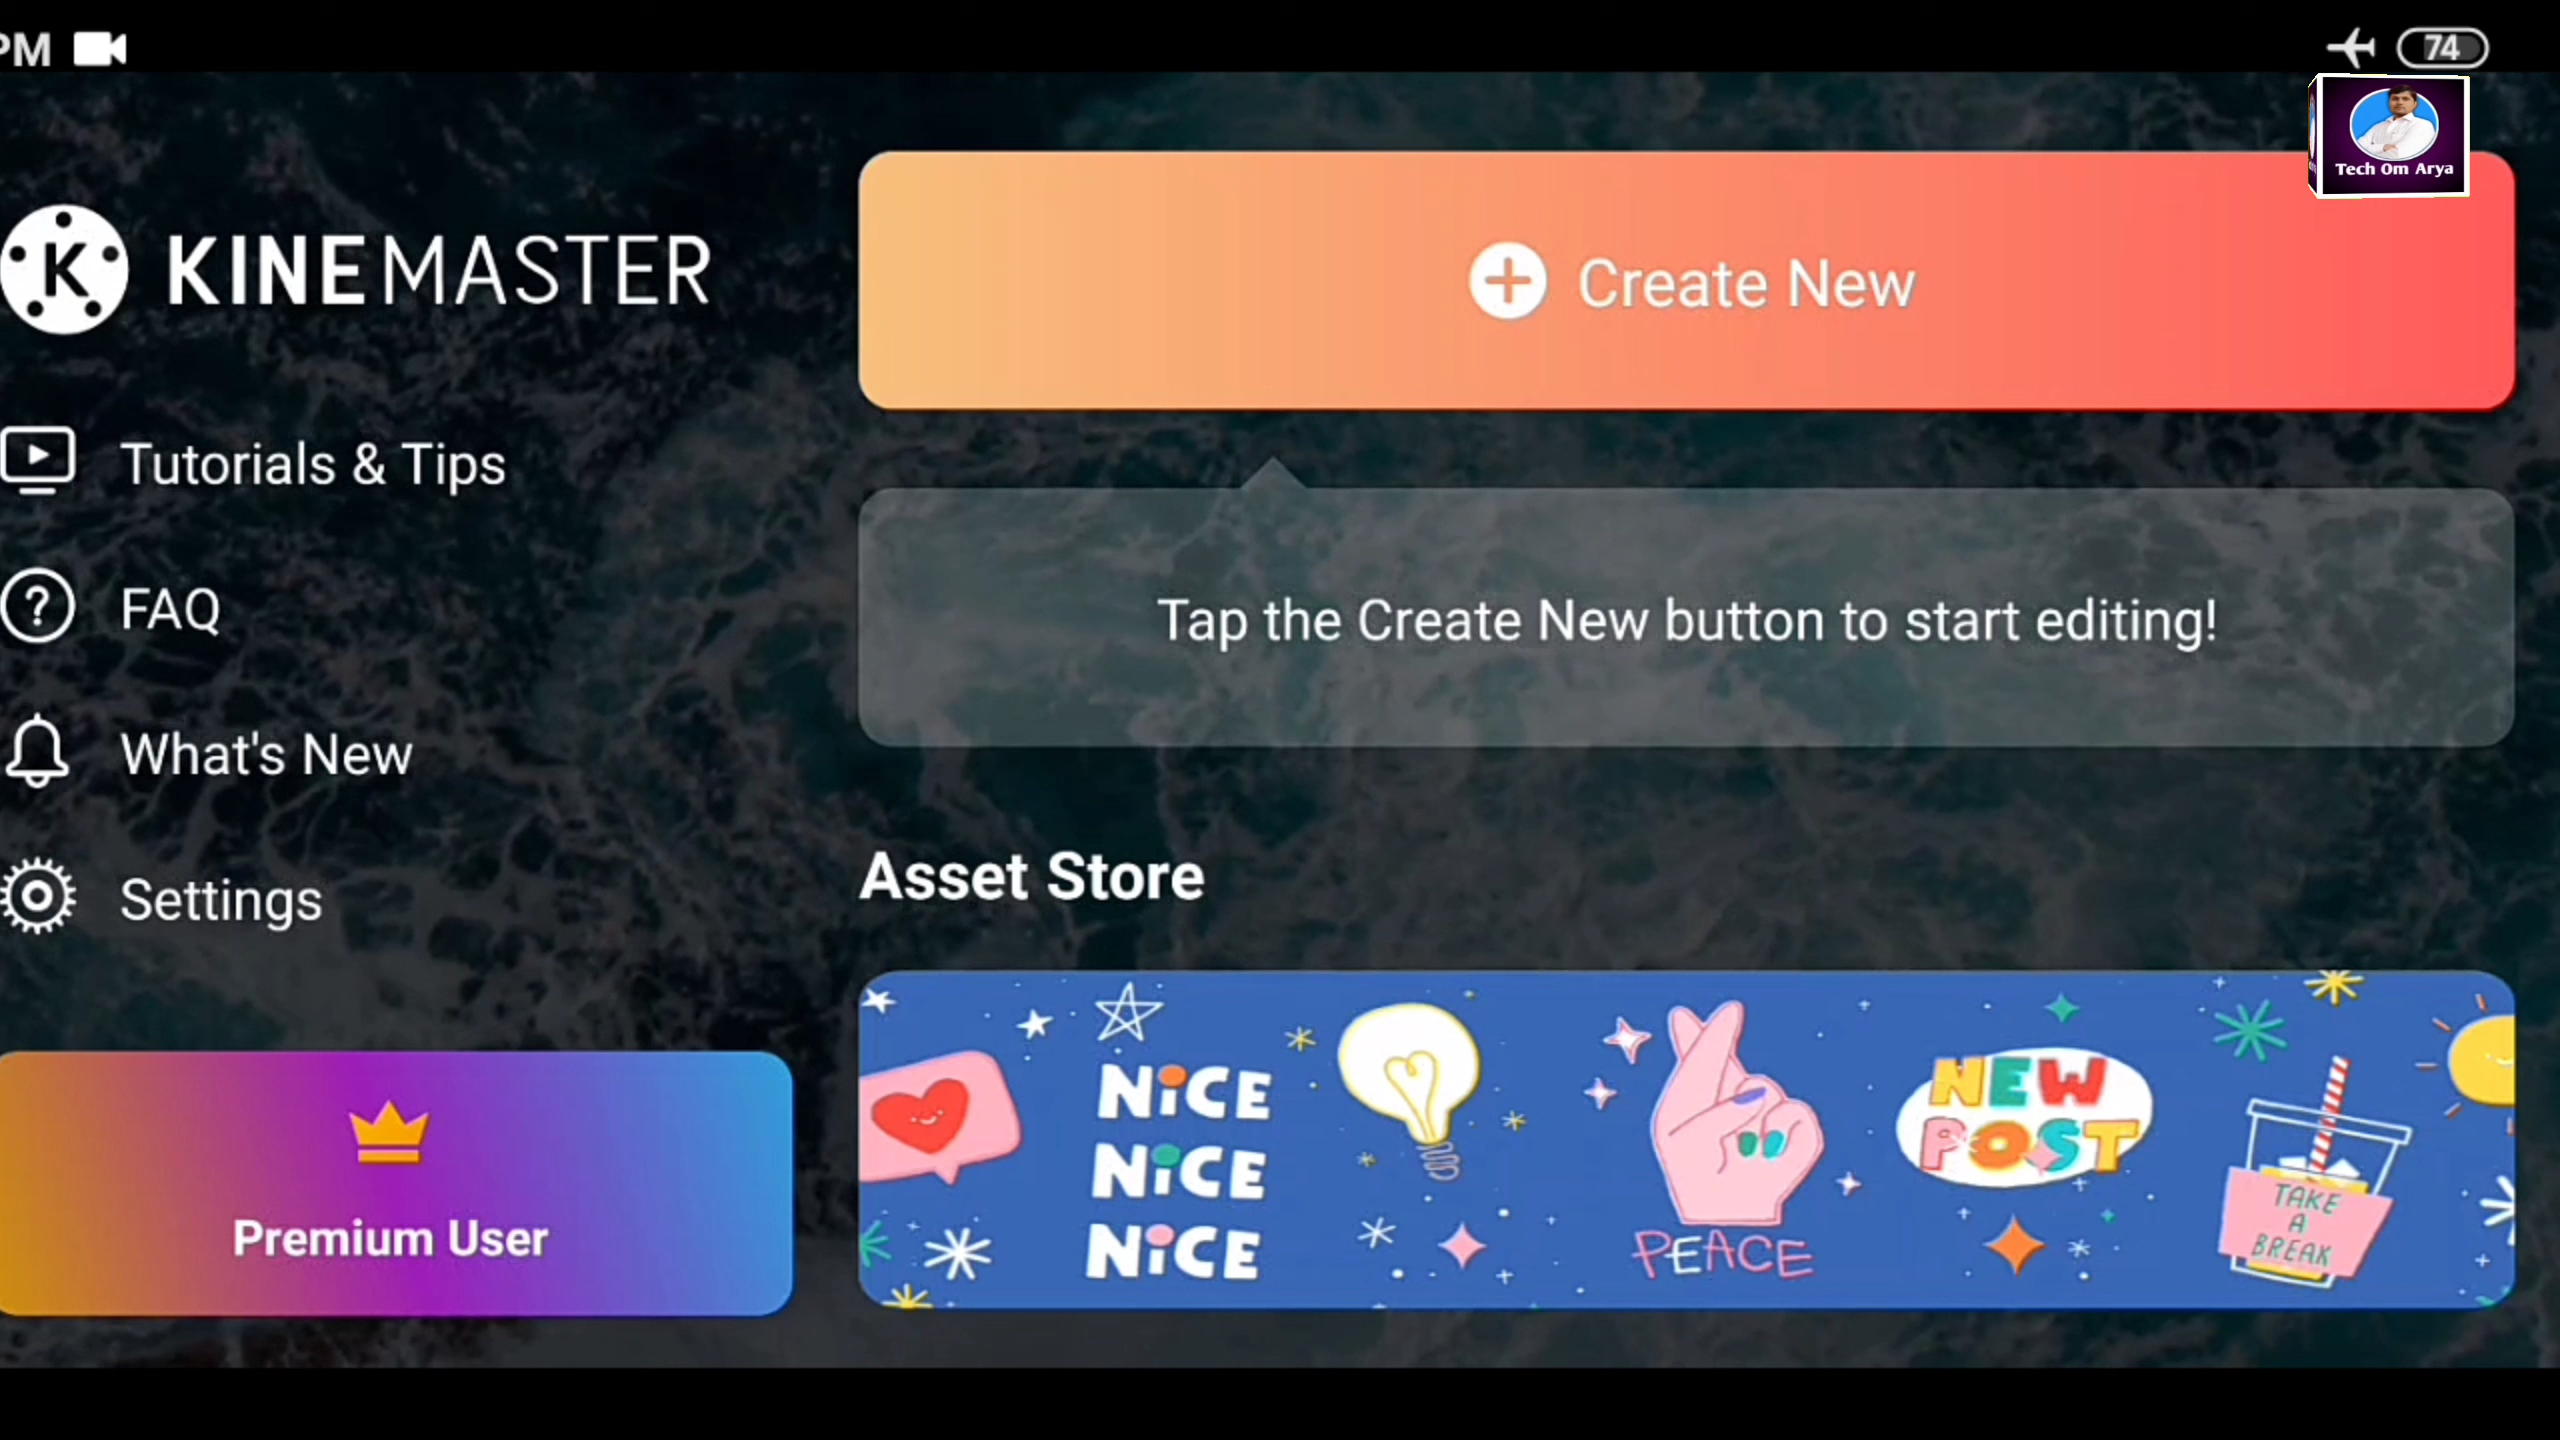 PM
74
Tech Om Arya
K KINEMASTER
Create New
Tutorials & Tips
FAQ
Tap the Create New button to start editing!
What's New
Settings
Asset Store
Premium User
NiCE
NiCE
NiCE
PEACE
NEW
POST
TAKE
A
BREAK